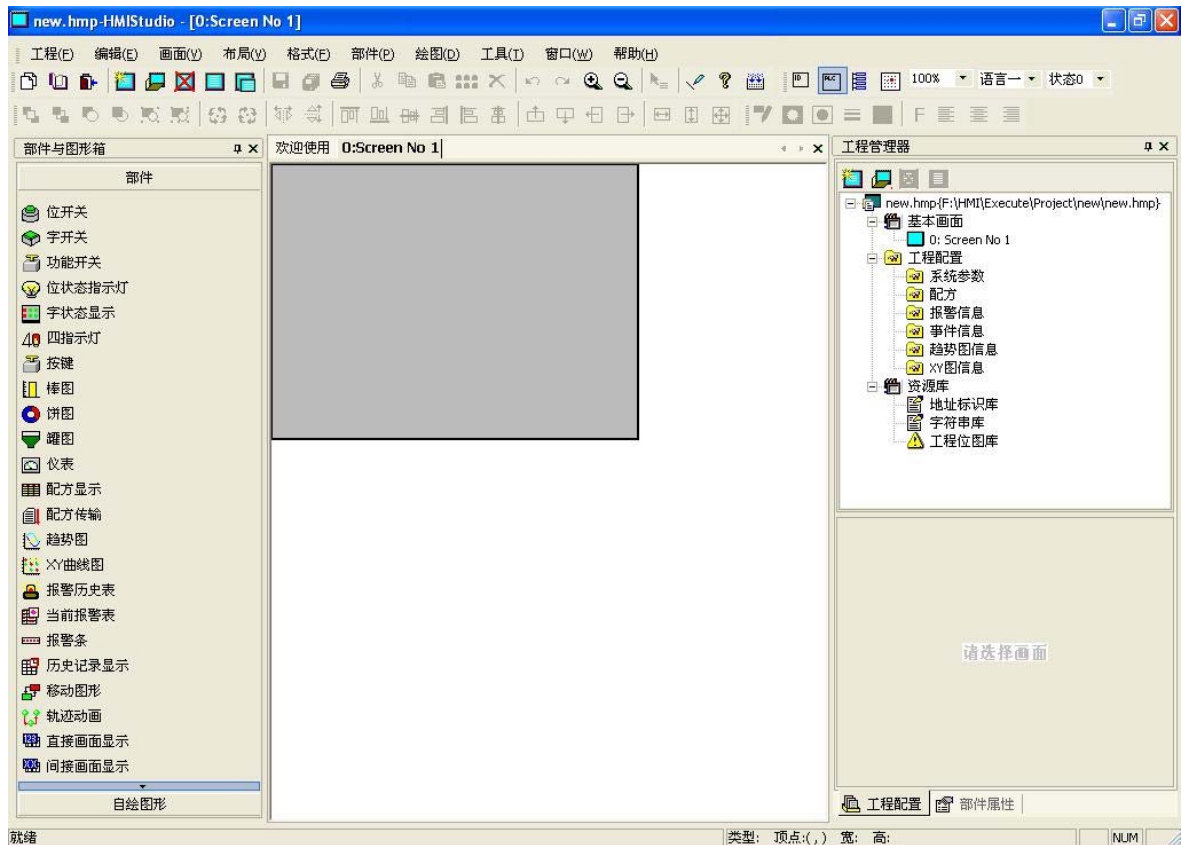 new.hmp-HMIStudio - [0:Screen No 1]
工程(F) 编辑(E) 画面(V) 布局(V) 格式(F) 部件(P) 绘图(D) 工具(T) 窗口(W) 帮助(H)
100% 语言一 状态0
部件与图形箱
欢迎使用 0:Screen No 1
工程管理器
部件
位开关
字开关
功能开关
位状态指示灯
字状态显示
四指示灯
按键
棒图
饼图
罐图
仪表
配方显示
配方传输
趋势图
XY曲线图
报警历史表
当前报警表
报警条
历史记录显示
移动图形
轨迹动画
直接画面显示
间接画面显示
自绘图形
new.hmp{F:\HMI\Execute\Project\new\new.hmp}
基本画面
0: Screen No 1
工程配置
系统参数
配方
报警信息
事件信息
趋势图信息
XY图信息
资源库
地址标识库
字符串库
工程位图库
请选择画面
工程配置 部件属性
就绪
类型: 顶点:(,) 宽: 高:
NUM